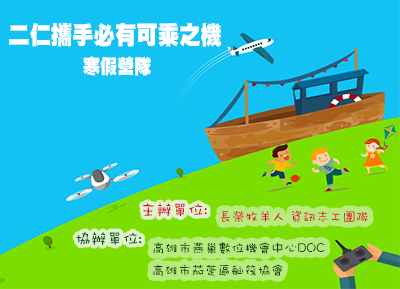 二仁攜手必有可乘之機
寒假營隊
主辦單位: 長榮牧羊人 資訊志工團隊
協辦單位: 高雄市燕巢數位機會中心DOC
高雄市茄萣區舢筏協會